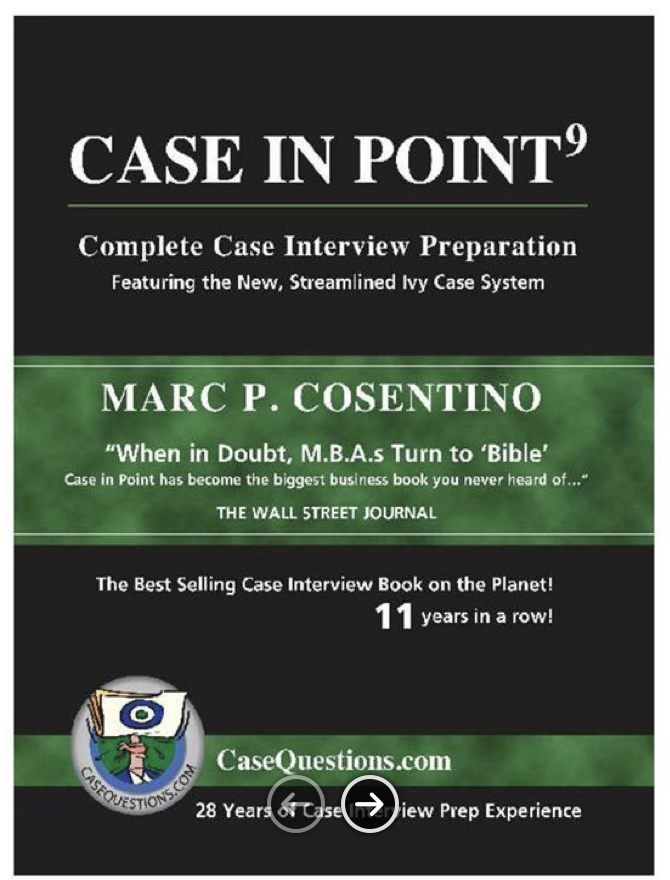 CASE IN POINT⁹
Complete Case Interview Preparation
Featuring the New, Streamlined Ivy Case System
MARC P. COSENTINO
"When in Doubt, M.B.A.s Turn to 'Bible'
Case in Point has become the biggest business book you never heard of..."
THE WALL STREET JOURNAL
The Best Selling Case Interview Book on the Planet!
11 years in a row!
CaseQuestions.com
CASEQUESTIONS.COM
28 Years of Case Interview Prep Experience